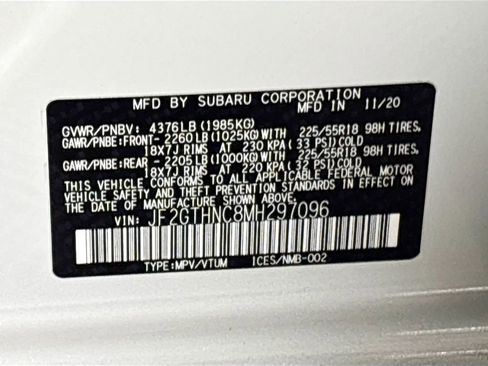 MFD BY SUBARU CORPORATION
MFD IN 11/20
GVWR/PNBV: 4376LB(1985KG)
GAWR/PNBE:FRONT- 2260LB(1025KG WITH 225/55R18 98H TIRES.
18X7J RIMS AT 230 KPA(33 PSI)COLD
GAWR/PNBE:REAR - 2205LB(1000KG WITH 225/55R18 98H TIRES.
18X7J RIMS AT 220 KPA(32 PSI)COLD
THIS VEHICLE CONFORMS TO ALL APPLICABLE FEDERAL MOTOR
VEHICLE SAFETY AND THEFT PREVENTION STANDARDS IN EFFECT ON
THE DATE OF MANUFACTURE SHOWN ABOVE.
VIN: JF2GTHNC8MH297096
TYPE:MPV/VTUM ICES/NMB-002